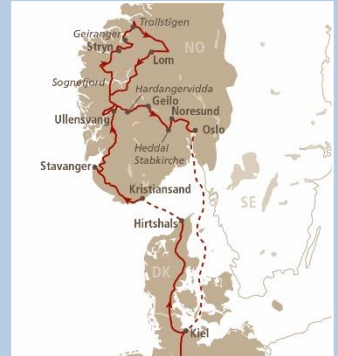 Trollstigen
Geiranger
NO
Stryn
Lom
Sognefjord
Hardangervidda
Geilo
Noresund
Ullensvang
Oslo
Heddal
Stabkirche
Stavanger
SE
Kristiansand
Hirtshals
DK
Kiel